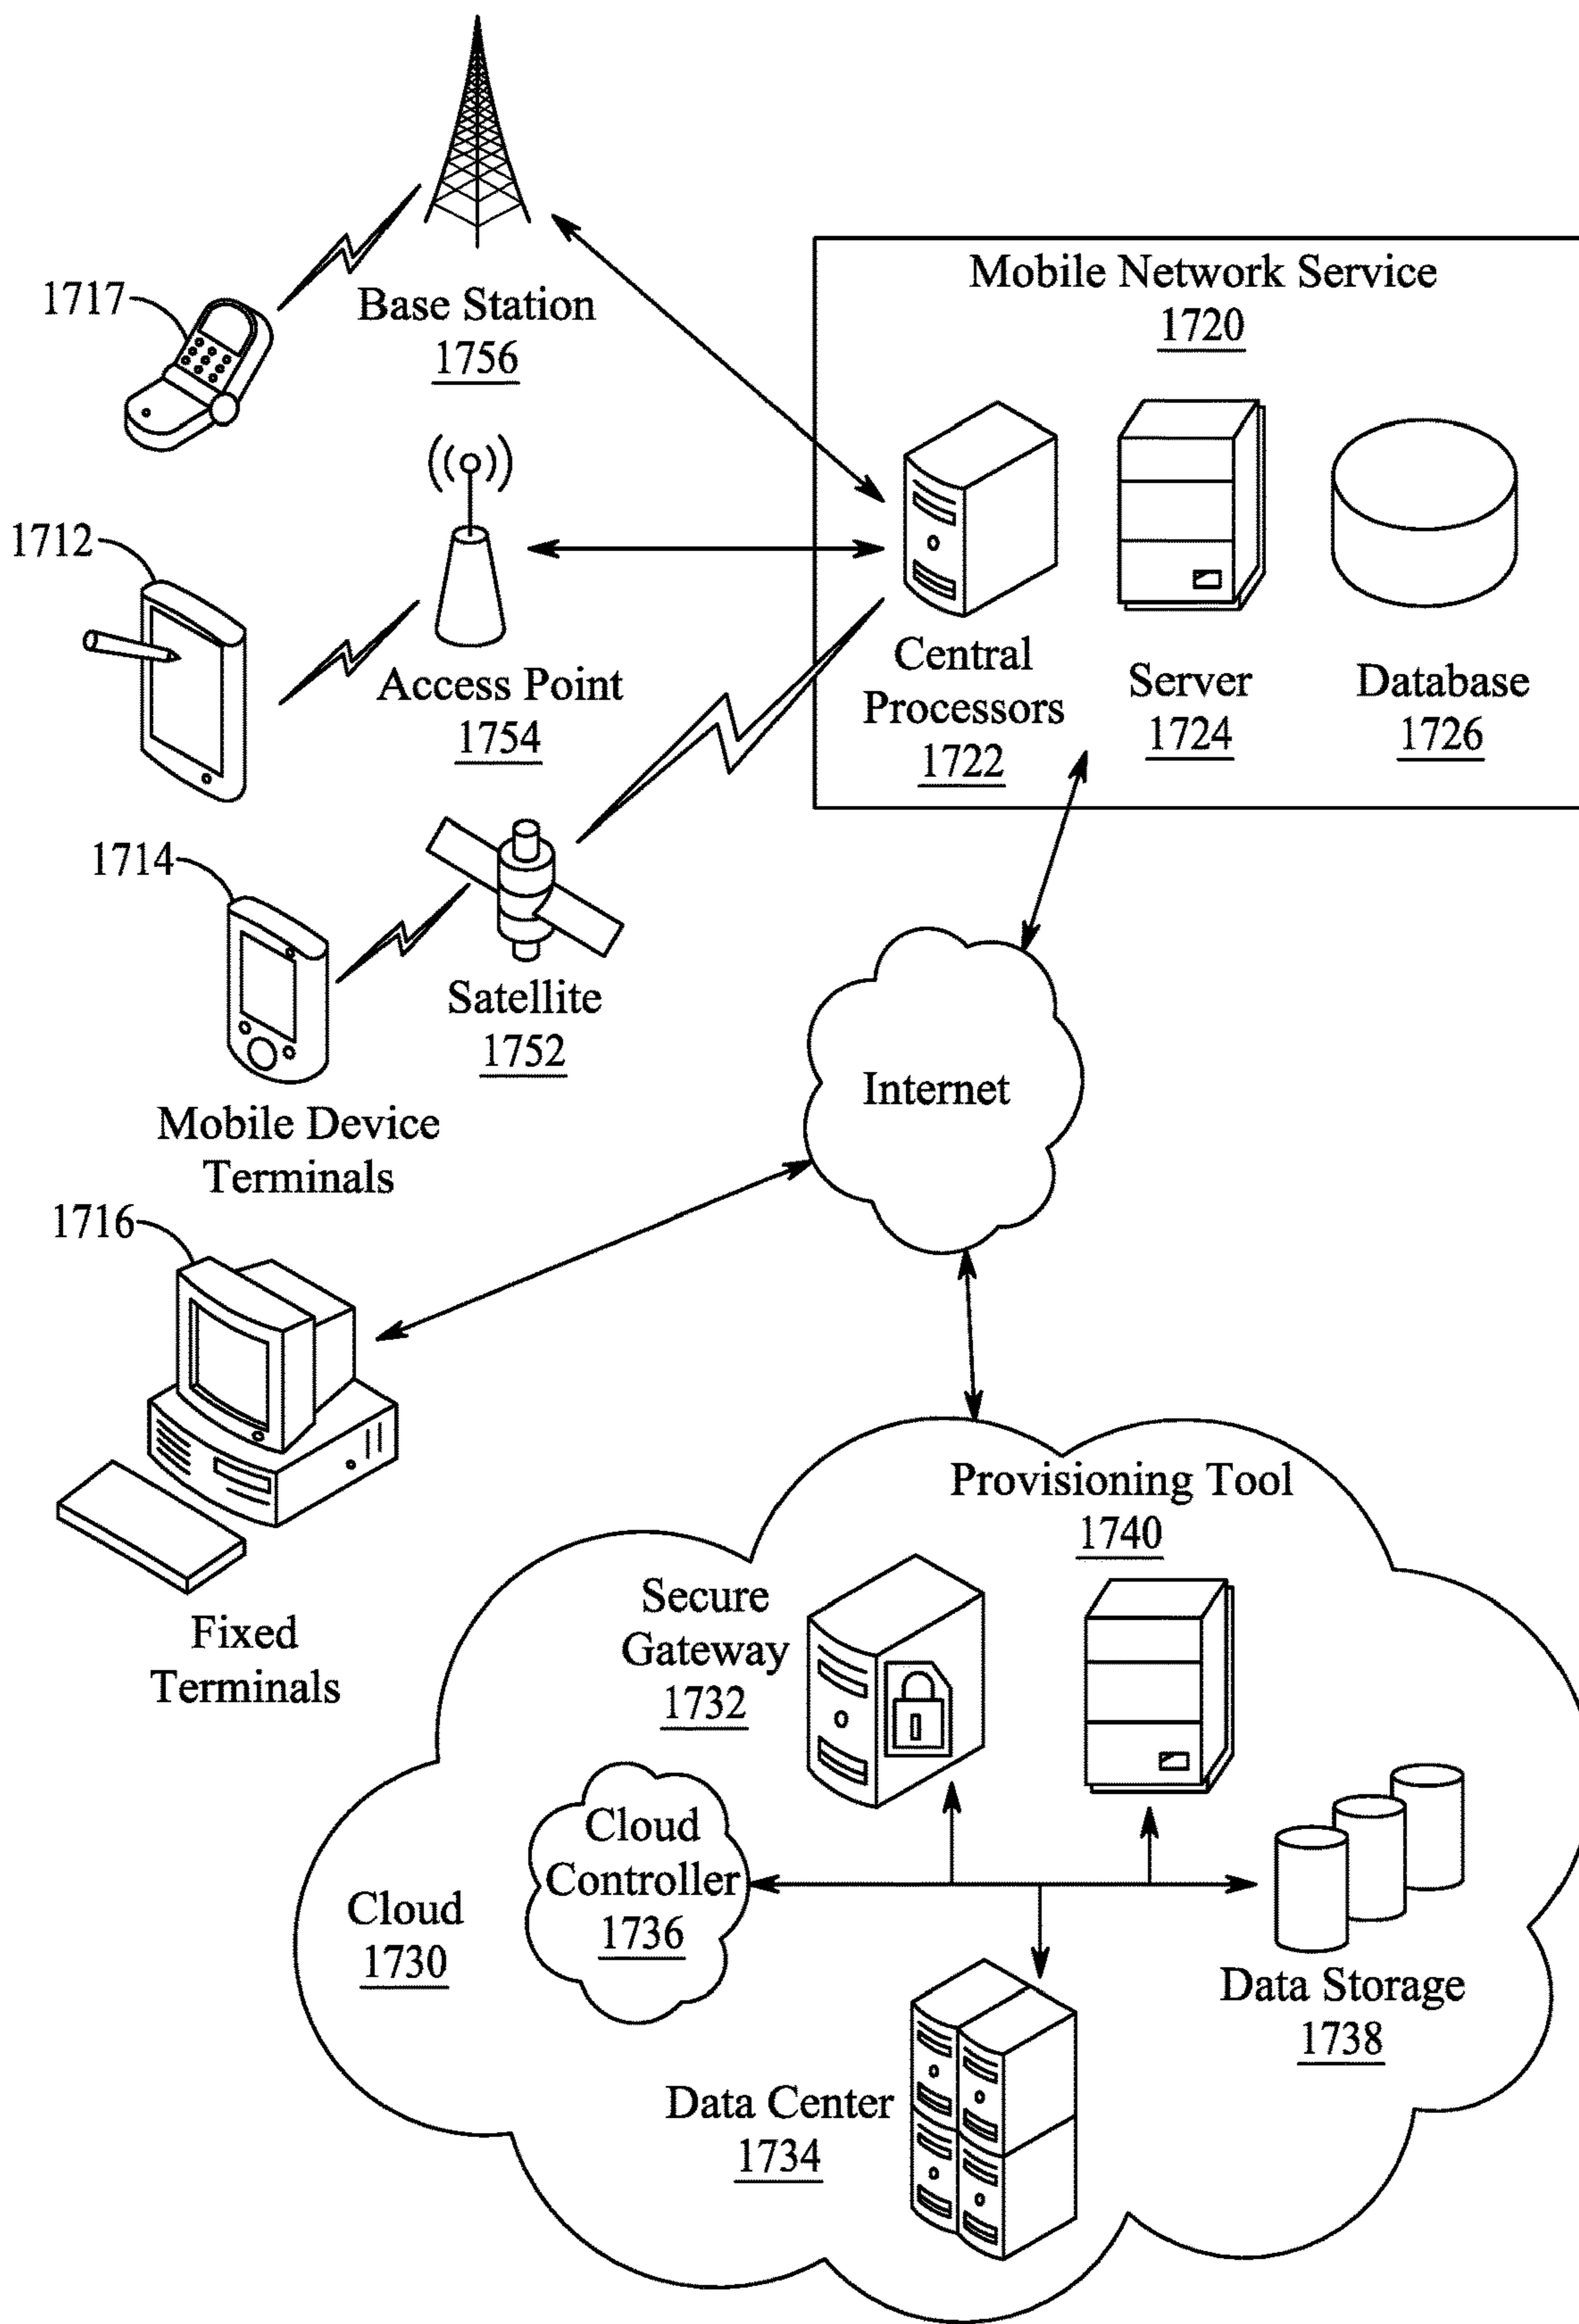 1717
Base Station
1756
Mobile Network Service
1720
1712
Access Point
1754
Central
Processors
1722
Server
1724
Database
1726
1714
Satellite
1752
Mobile Device
Terminals
Internet
1716
Fixed
Terminals
Provisioning Tool
1740
Secure
Gateway
1732
Cloud
Controller
1736
Cloud
1730
Data Storage
1738
Data Center
1734